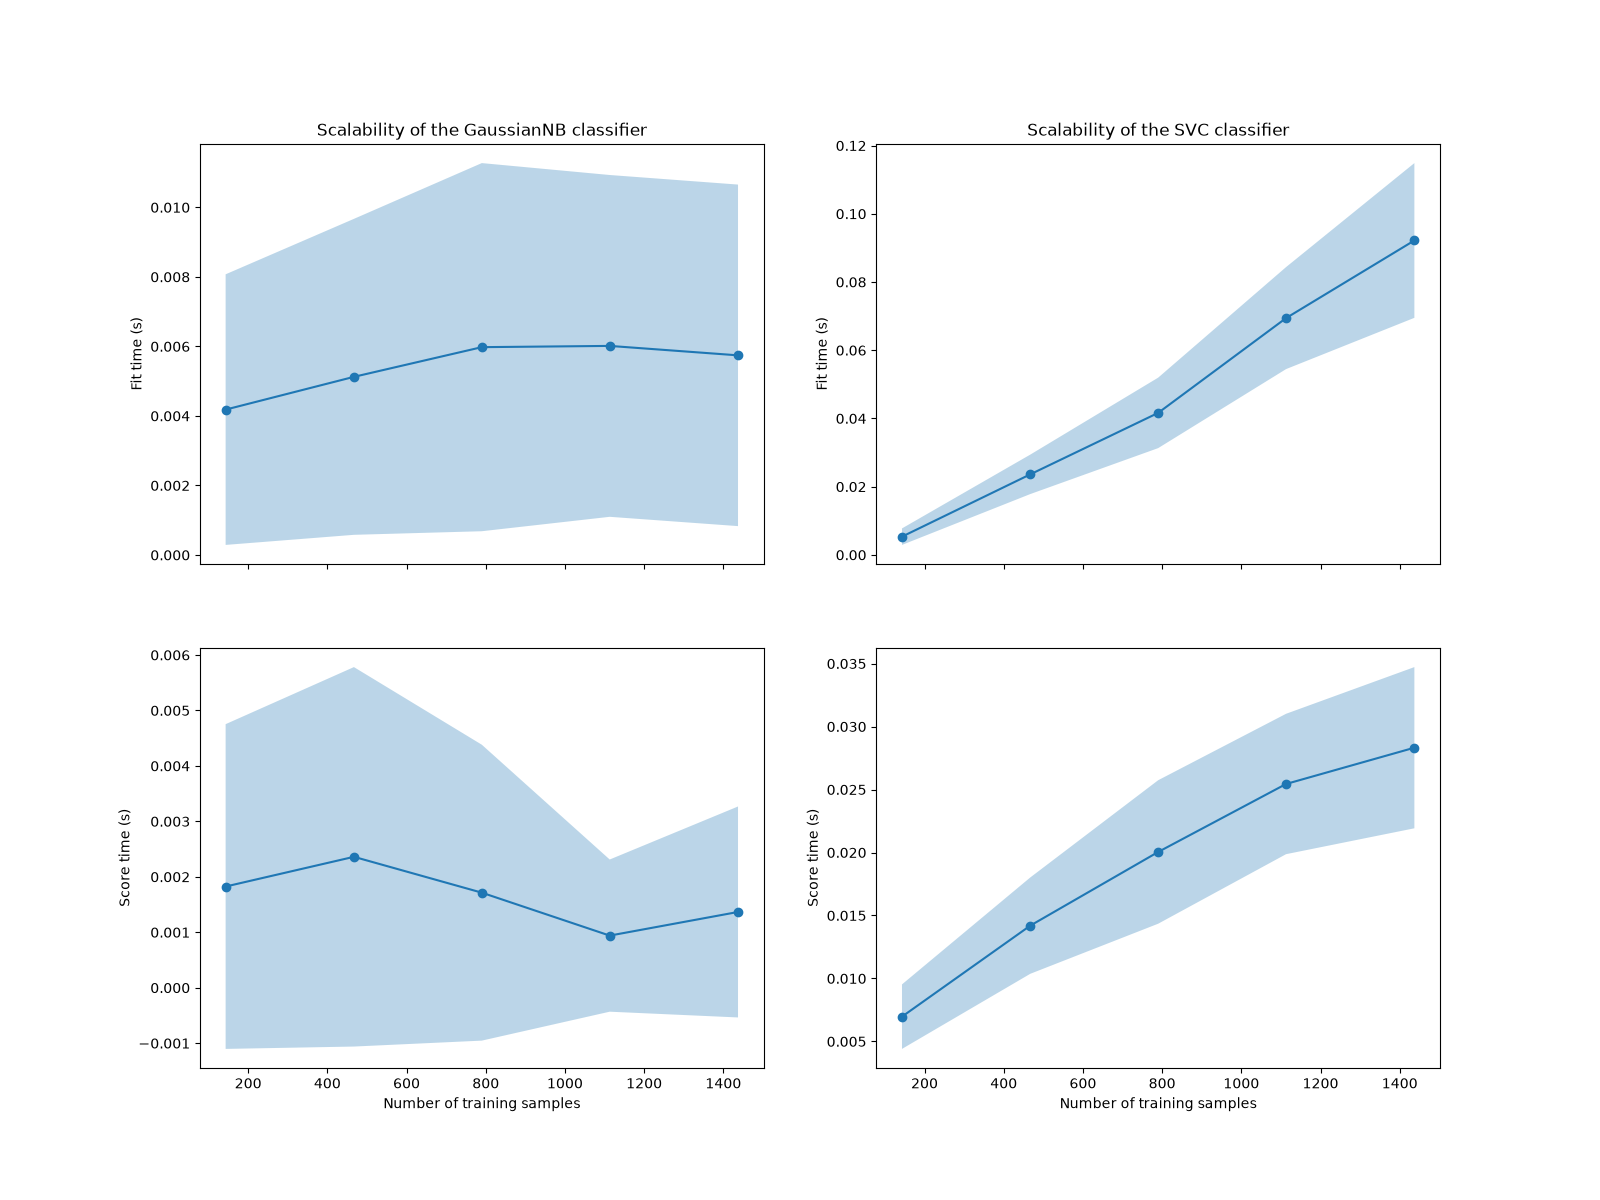 Scalability of the GaussianNB classifier
0.010
0.008
0.006
0.004
0.002
0.000
Fit time (s)
Scalability of the SVC classifier
0.12
0.10
0.08
0.06
0.04
0.02
0.00
Fit time (s)
0.006
0.005
0.004
0.003
0.002
0.001
0.000
−0.001
Score time (s)
200 400 600 800 1000 1200 1400
Number of training samples
0.035
0.030
0.025
0.020
0.015
0.010
0.005
Score time (s)
200 400 600 800 1000 1200 1400
Number of training samples